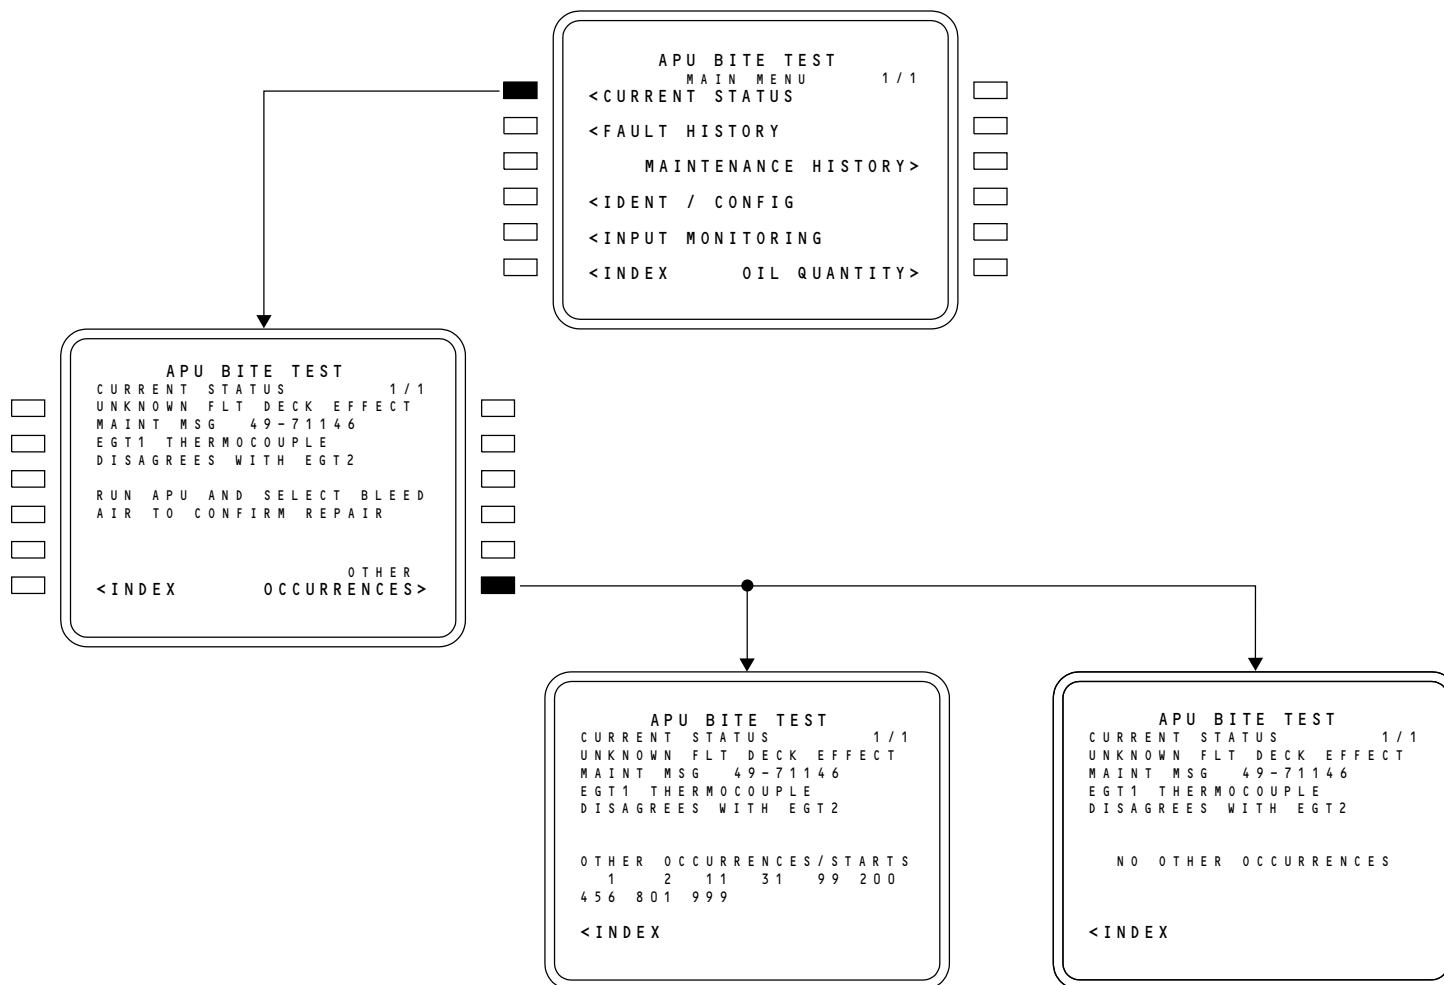 APU BITE TEST
MAIN MENU 1/1
<CURRENT STATUS
<FAULT HISTORY
MAINTENANCE HISTORY>
<IDENT / CONFIG
<INPUT MONITORING
<INDEX OIL QUANTITY>
APU BITE TEST
CURRENT STATUS 1/1
UNKNOWN FLT DECK EFFECT
MAINT MSG 49-71146
EGT1 THERMOCOUPLE
DISAGREES WITH EGT2
RUN APU AND SELECT BLEED
AIR TO CONFIRM REPAIR
OTHER
<INDEX OCCURRENCES>
APU BITE TEST
CURRENT STATUS 1/1
UNKNOWN FLT DECK EFFECT
MAINT MSG 49-71146
EGT1 THERMOCOUPLE
DISAGREES WITH EGT2
OTHER OCCURRENCES/STARTS
1 2 11 31 99 200
456 801 999
<INDEX
APU BITE TEST
CURRENT STATUS 1/1
UNKNOWN FLT DECK EFFECT
MAINT MSG 49-71146
EGT1 THERMOCOUPLE
DISAGREES WITH EGT2
NO OTHER OCCURRENCES
<INDEX